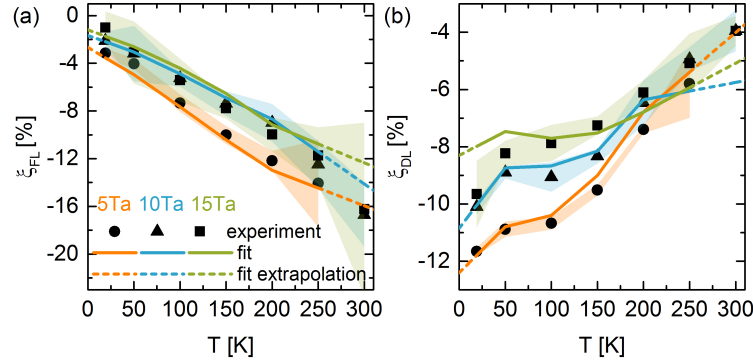 (a)
0
-4
-8
-12
-16
-20
ξFL [%]
5Ta 10Ta 15Ta
experiment
fit
fit extrapolation
0 50 100 150 200 250 300
T [K]
(b)
-4
-6
-8
-10
-12
ξDL [%]
0 50 100 150 200 250 300
T [K]